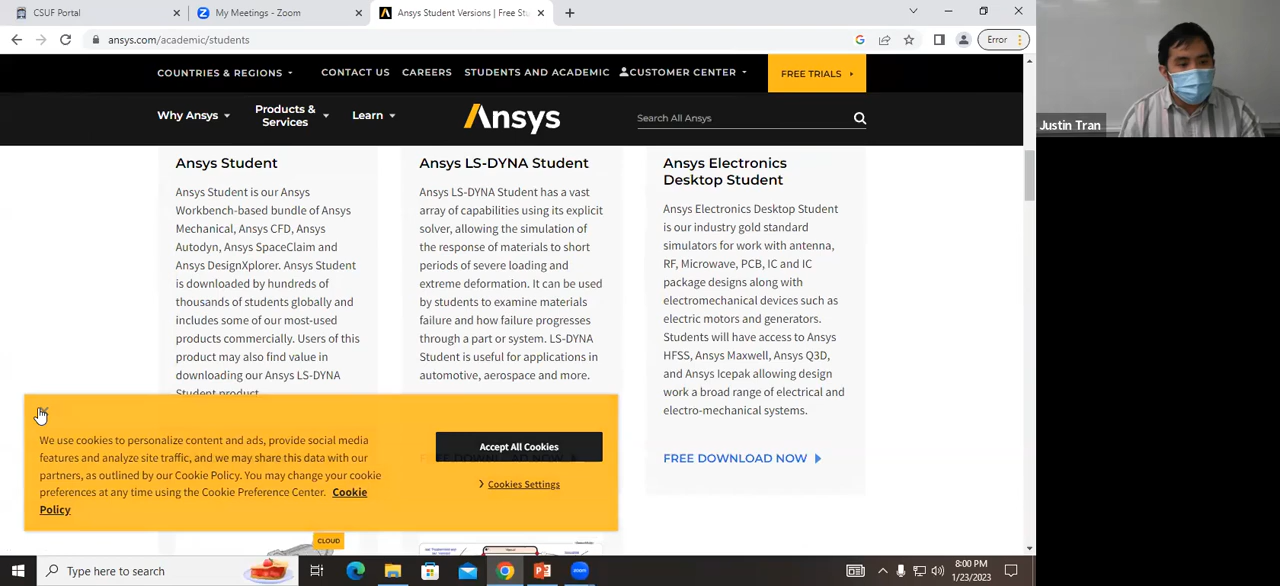 CSUF Portal
My Meetings - Zoom
Ansys Student Versions | Free Stu
ansys.com/academic/students
Error
COUNTRIES & REGIONS
CONTACT US
CAREERS
STUDENTS AND ACADEMIC
CUSTOMER CENTER
FREE TRIALS
Why Ansys
Products & Services
Learn
Ansys
Search All Ansys
Justin Tran
Ansys Student
Ansys Student is our Ansys
Workbench-based bundle of Ansys
Mechanical, Ansys CFD, Ansys
Autodyn, Ansys SpaceClaim and
Ansys DesignXplorer. Ansys Student
is downloaded by hundreds of
thousands of students globally and
includes some of our most-used
products commercially. Users of this
product may also find value in
downloading our Ansys LS-DYNA
Student product.
Ansys LS-DYNA Student
Ansys LS-DYNA Student has a vast
array of capabilities using its explicit
solver, allowing the simulation of
the response of materials to short
periods of severe loading and
extreme deformation. It can be used
by students to examine materials
failure and how failure progresses
through a part or system. LS-DYNA
Student is useful for applications in
automotive, aerospace and more.
Ansys Electronics
Desktop Student
Ansys Electronics Desktop Student
is our industry gold standard
simulators for work with antenna,
RF, Microwave, PCB, IC and IC
package designs along with
electromechanical devices such as
electric motors and generators.
Students will have access to Ansys
HFSS, Ansys Maxwell, Ansys Q3D,
and Ansys Icepak allowing design
work a broad range of electrical and
electro-mechanical systems.
FREE DOWNLOAD NOW
We use cookies to personalize content and ads, provide social media
features and analyze site traffic, and we may share this data with our
partners, as outlined by our Cookie Policy. You may change your cookie
preferences at any time using the Cookie Preference Center. Cookie
Policy
Accept All Cookies
Cookies Settings
CLOUD
Type here to search
8:00 PM
1/23/2023